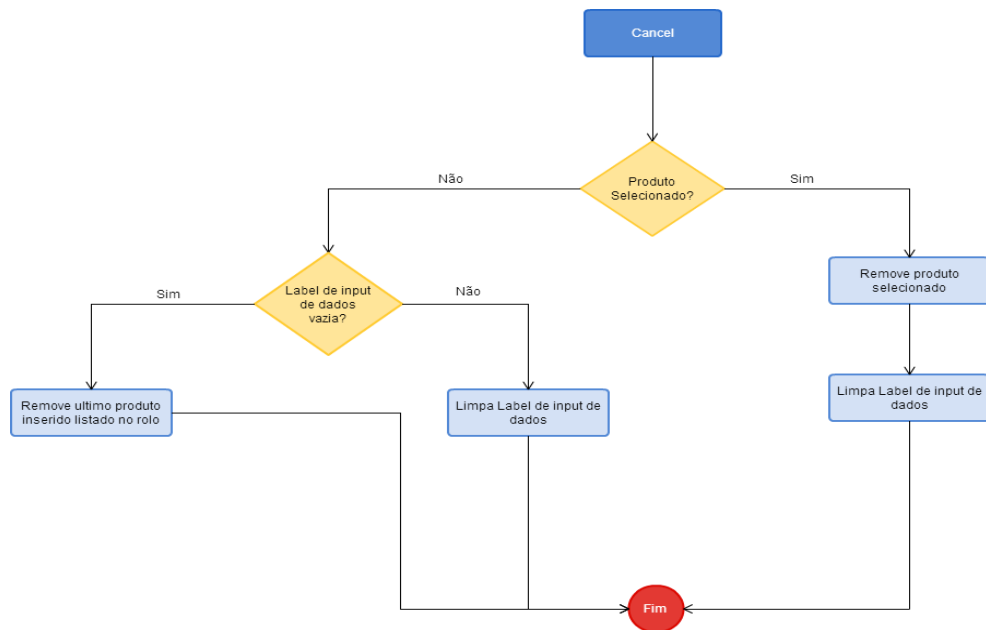 Cancel
Produto
Selecionado?
Não
Sim
Label de input
de dados
vazia?
Sim
Não
Remove produto
selecionado
Remove ultimo produto
inserido listado no rolo
Limpa Label de input de
dados
Limpa Label de input de
dados
Fim